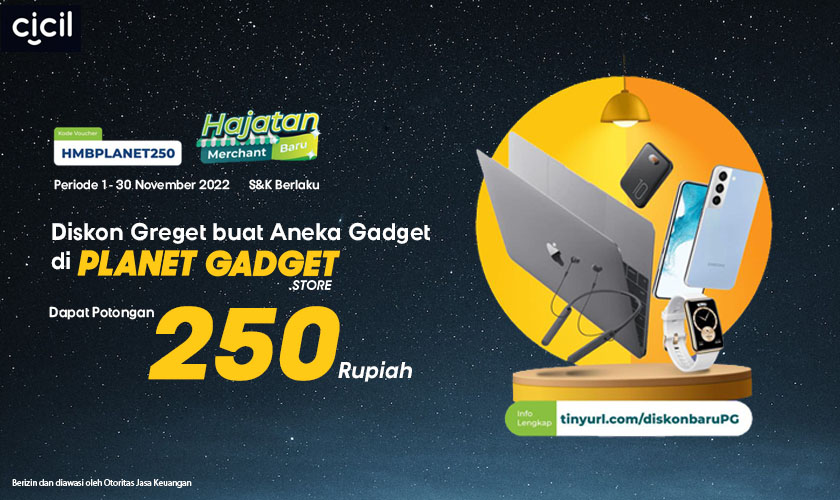 cicil
Kode Voucher
HMBPLANET250
Hajatan
Merchant Baru
Periode 1 - 30 November 2022 S&K Berlaku
Diskon Greget buat Aneka Gadget
di PLANET GADGET
.STORE
Dapat Potongan
250
Rupiah
10
SAMSUNG
Info
Lengkap
tinyurl.com/diskonbaruPG
Berizin dan diawasi oleh Otoritas Jasa Keuangan